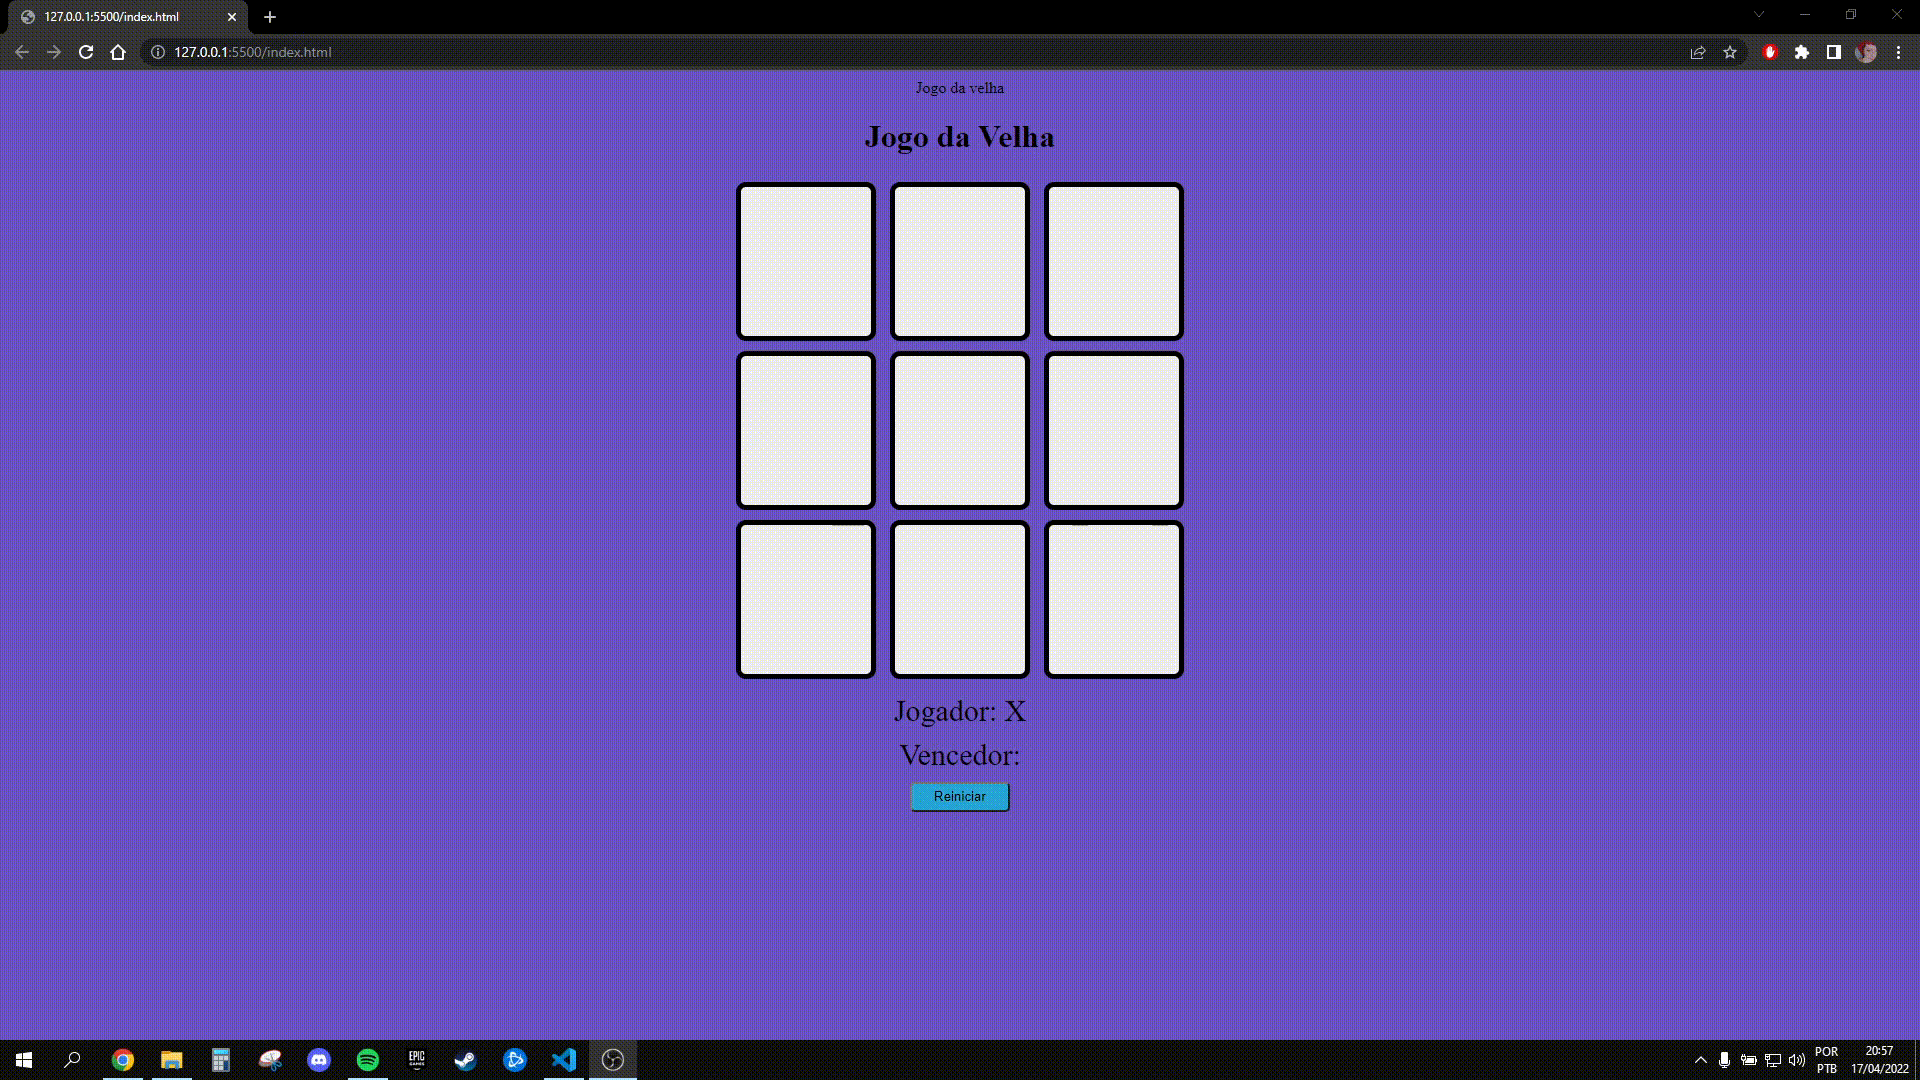 127.0.0.1:5500/index.html
127.0.0.1:5500/index.html
Jogo da velha
Jogo da Velha
Jogador: X
Vencedor:
Reiniciar
EPIC
GAMES
POR
PTB
20:57
17/04/2022